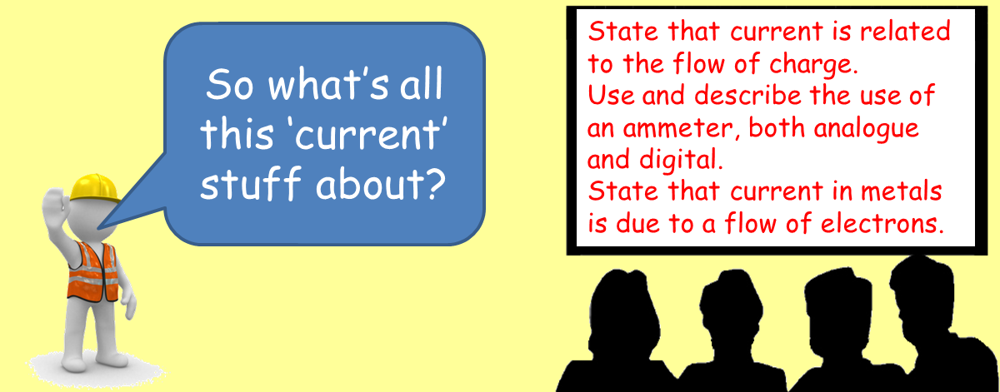 So what's all
this ‘current’
stuff about?
State that current is related
to the flow of charge.
Use and describe the use of
an ammeter, both analogue
and digital.
State that current in metals
is due to a flow of electrons.